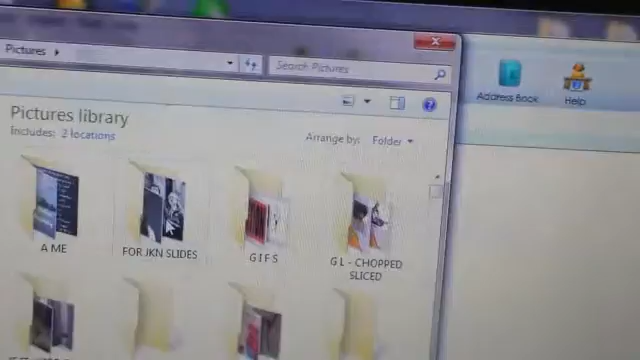 Pictures
Search Pictures
Address Book
Help
Pictures library
Includes: 2 locations
Arrange by: Folder
A ME
FOR JKN SLIDES
G I F S
G L - CHOPPED
SLICED